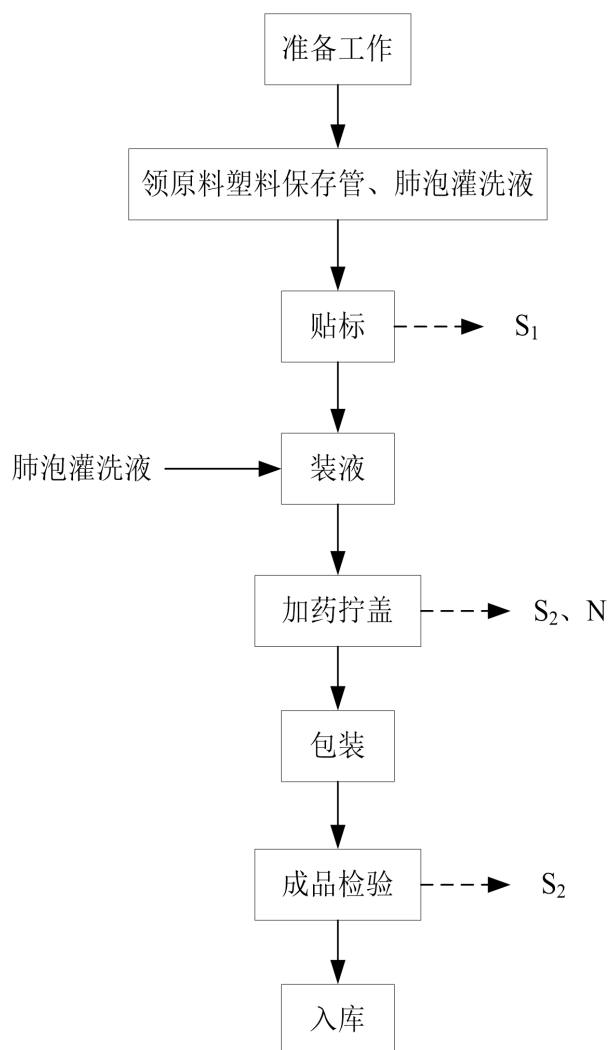 准备工作
领原料塑料保存管、肺泡灌洗液
贴标
S₁
肺泡灌洗液
装液
加药拧盖
S₂、N
包装
成品检验
S₂
入库